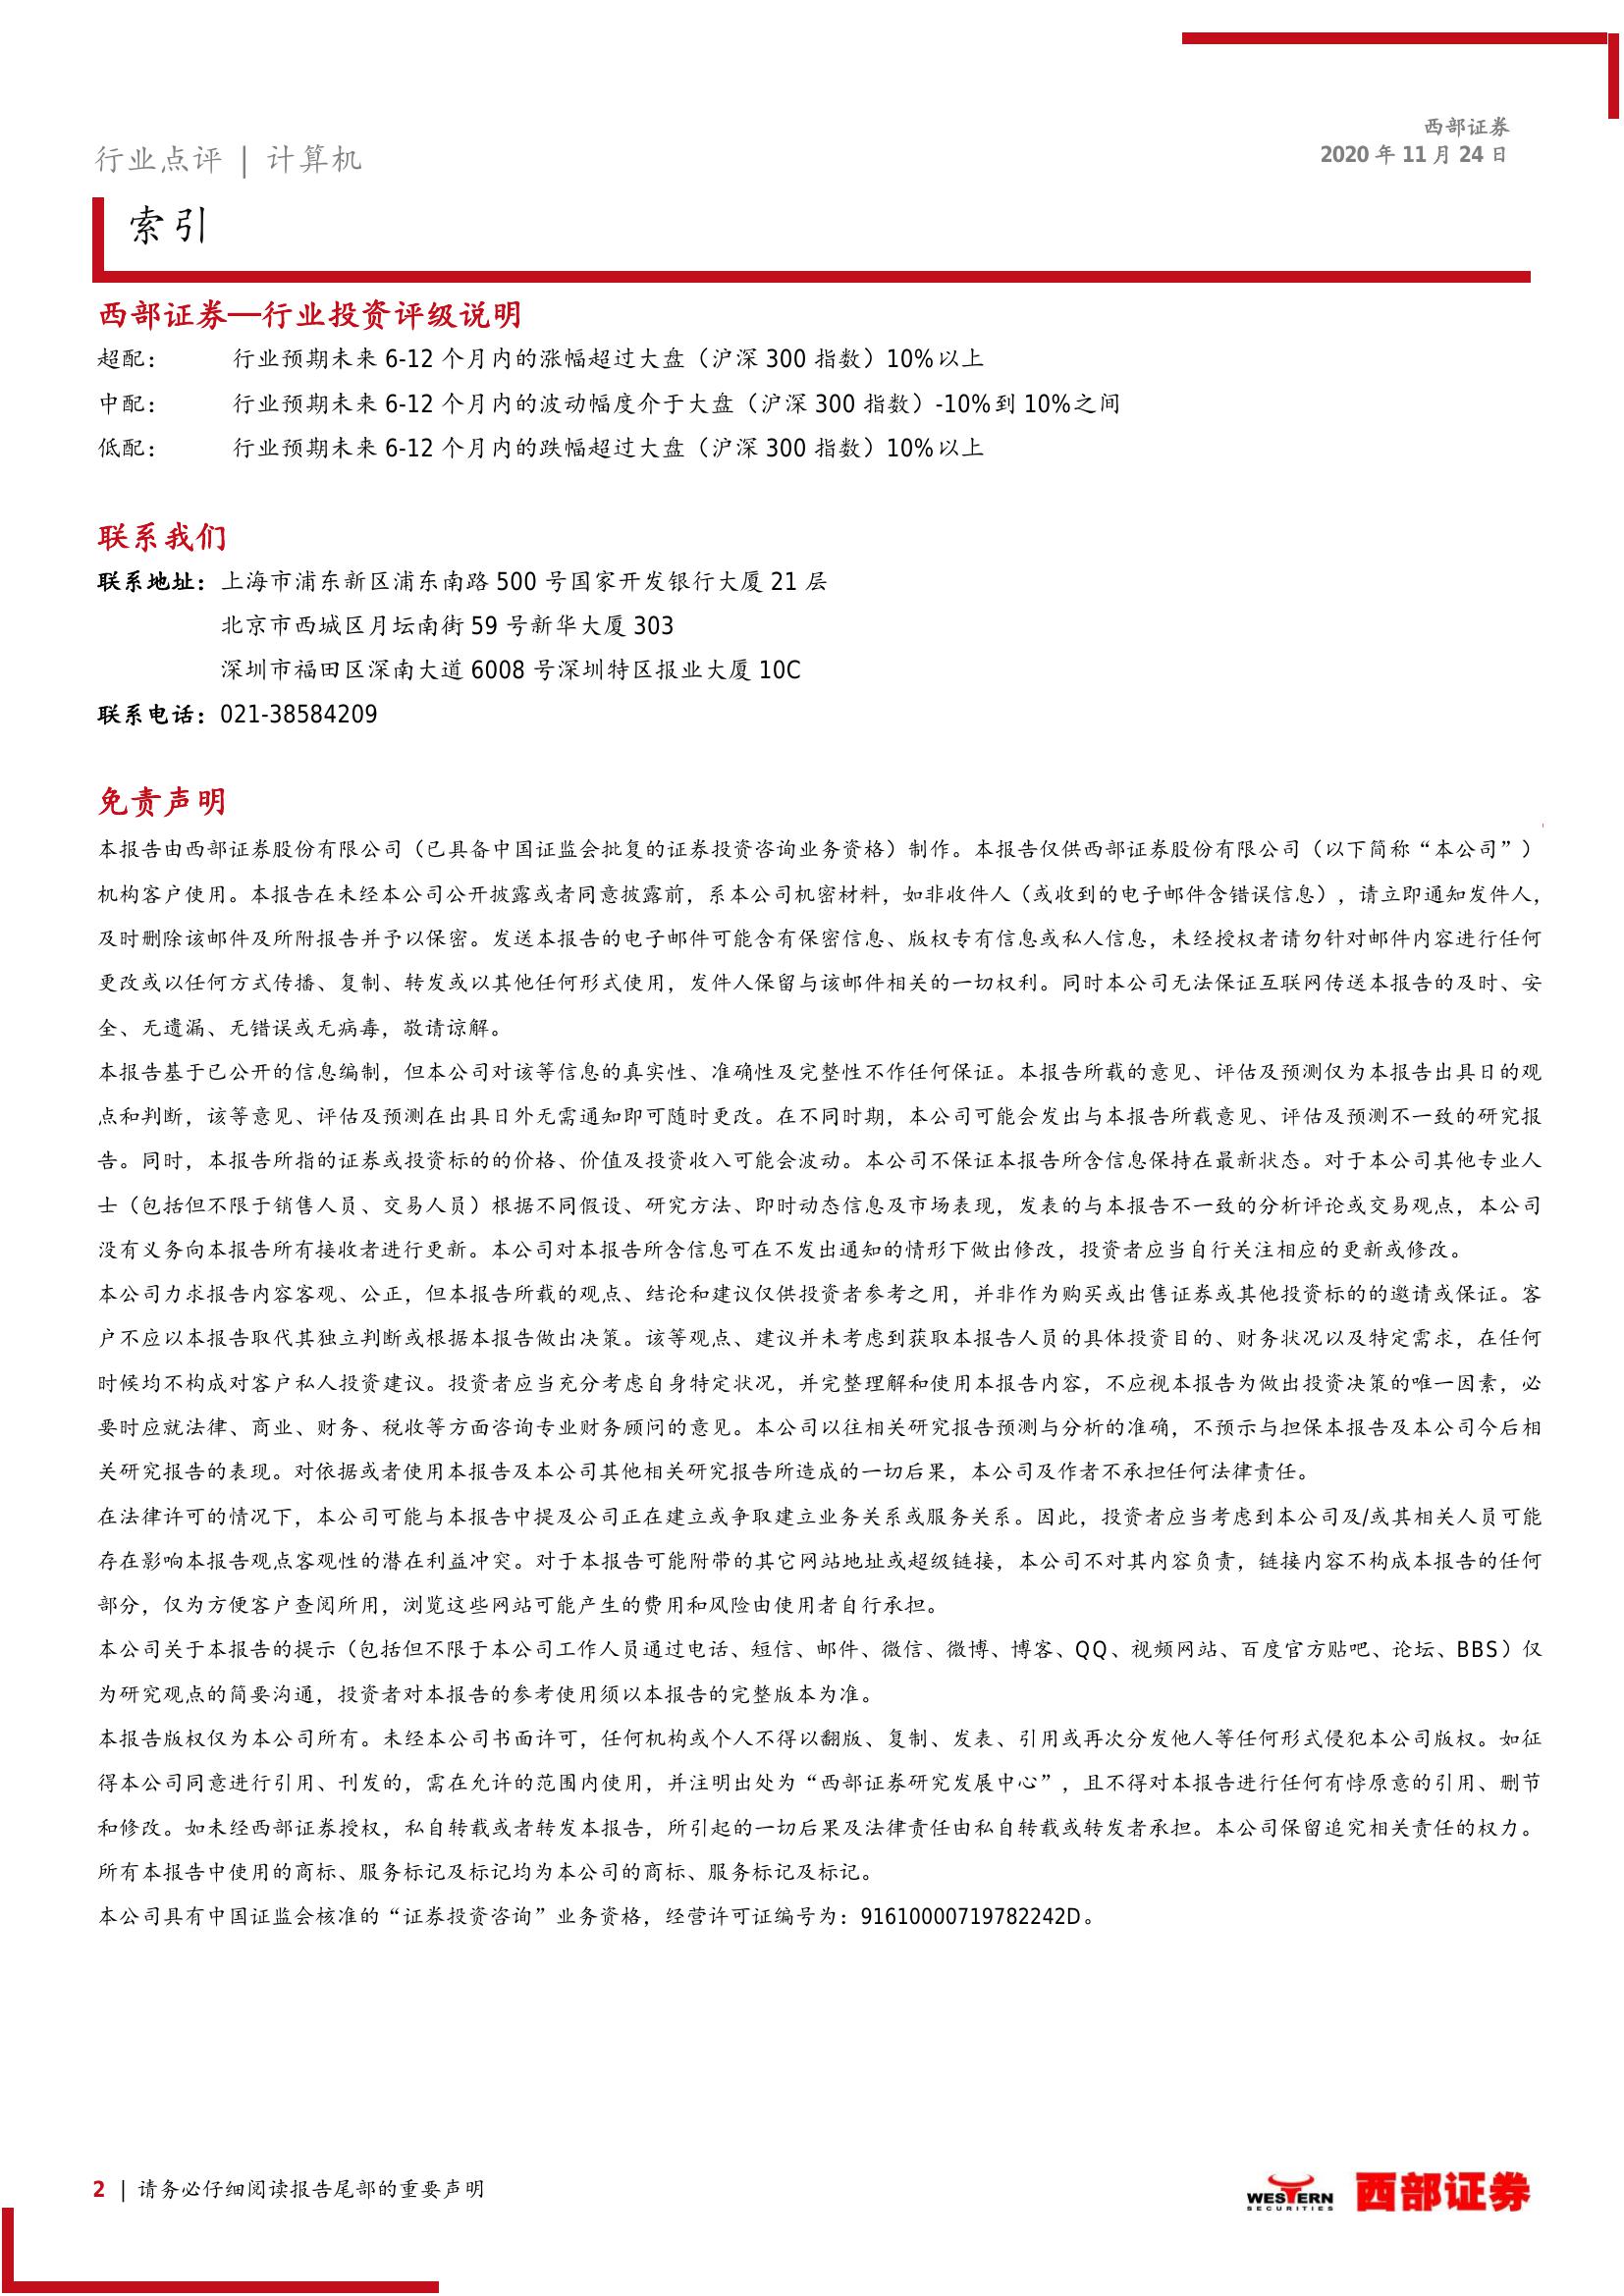 西部证券
2020 年 11 月 24 日
行业点评 | 计算机
索引
西部证券—行业投资评级说明
超配： 行业预期未来 6-12 个月内的涨幅超过大盘（沪深 300 指数）10%以上
中配： 行业预期未来 6-12 个月内的波动幅度介于大盘（沪深 300 指数）-10%到 10%之间
低配： 行业预期未来 6-12 个月内的跌幅超过大盘（沪深 300 指数）10%以上
联系我们
联系地址：上海市浦东新区浦东南路 500 号国家开发银行大厦 21 层
北京市西城区月坛南街 59 号新华大厦 303
深圳市福田区深南大道 6008 号深圳特区报业大厦 10C
联系电话：021-38584209
免责声明
本报告由西部证券股份有限公司（已具备中国证监会批复的证券投资咨询业务资格）制作。本报告仅供西部证券股份有限公司（以下简称“本公司”）
机构客户使用。本报告在未经本公司公开披露或者同意披露前，系本公司机密材料，如非收件人（或收到的电子邮件含错误信息），请立即通知发件人，
及时删除该邮件及所附报告并予以保密。发送本报告的电子邮件可能含有保密信息、版权专有信息或私人信息，未经授权者请勿针对邮件内容进行任何
更改或以任何方式传播、复制、转发或以其他任何形式使用，发件人保留与该邮件相关的一切权利。同时本公司无法保证互联网传送本报告的及时、安
全、无遗漏、无错误或无病毒，敬请谅解。
本报告基于已公开的信息编制，但本公司对该等信息的真实性、准确性及完整性不作任何保证。本报告所载的意见、评估及预测仅为本报告出具日的观
点和判断，该等意见、评估及预测在出具日外无需通知即可随时更改。在不同时期，本公司可能会发出与本报告所载意见、评估及预测不一致的研究报
告。同时，本报告所指的证券或投资标的的价格、价值及投资收入可能会波动。本公司不保证本报告所含信息保持在最新状态。对于本公司其他专业人
士（包括但不限于销售人员、交易人员）根据不同假设、研究方法、即时动态信息及市场表现，发表的与本报告不一致的分析评论或交易观点，本公司
没有义务向本报告所有接收者进行更新。本公司对本报告所含信息可在不发出通知的情形下做出修改，投资者应当自行关注相应的更新或修改。
本公司力求报告内容客观、公正，但本报告所载的观点、结论和建议仅供投资者参考之用，并非作为购买或出售证券或其他投资标的的邀请或保证。客
户不应以本报告取代其独立判断或根据本报告做出决策。该等观点、建议并未考虑到获取本报告人员的具体投资目的、财务状况以及特定需求，在任何
时候均不构成对客户私人投资建议。投资者应当充分考虑自身特定状况，并完整理解和使用本报告内容，不应视本报告为做出投资决策的唯一因素，必
要时应就法律、商业、财务、税收等方面咨询专业财务顾问的意见。本公司以往相关研究报告预测与分析的准确，不预示与担保本报告及本公司今后相
关研究报告的表现。对依据或者使用本报告及本公司其他相关研究报告所造成的一切后果，本公司及作者不承担任何法律责任。
在法律许可的情况下，本公司可能与本报告中提及公司正在建立或争取建立业务关系或服务关系。因此，投资者应当考虑到本公司及/或其相关人员可能
存在影响本报告观点客观性的潜在利益冲突。对于本报告可能附带的其它网站地址或超级链接，本公司不对其内容负责，链接内容不构成本报告的任何
部分，仅为方便客户查阅所用，浏览这些网站可能产生的费用和风险由使用者自行承担。
本公司关于本报告的提示（包括但不限于本公司工作人员通过电话、短信、邮件、微信、微博、博客、QQ、视频网站、百度官方贴吧、论坛、BBS）仅
为研究观点的简要沟通，投资者对本报告的参考使用须以本报告的完整版本为准。
本报告版权仅为本公司所有。未经本公司书面许可，任何机构或个人不得以翻版、复制、发表、引用或再次分发他人等任何形式侵犯本公司版权。如征
得本公司同意进行引用、刊发的，需在允许的范围内使用，并注明出处为“西部证券研究发展中心”，且不得对本报告进行任何有悖原意的引用、删节
和修改。如未经西部证券授权，私自转载或者转发本报告，所引起的一切后果及法律责任由私自转载或转发者承担。本公司保留追究相关责任的权力。
所有本报告中使用的商标、服务标记及标记均为本公司的商标、服务标记及标记。
本公司具有中国证监会核准的“证券投资咨询”业务资格，经营许可证编号为：91610000719782242D。
2 | 请务必仔细阅读报告尾部的重要声明
WESTERN
SECURITIES
西部证券